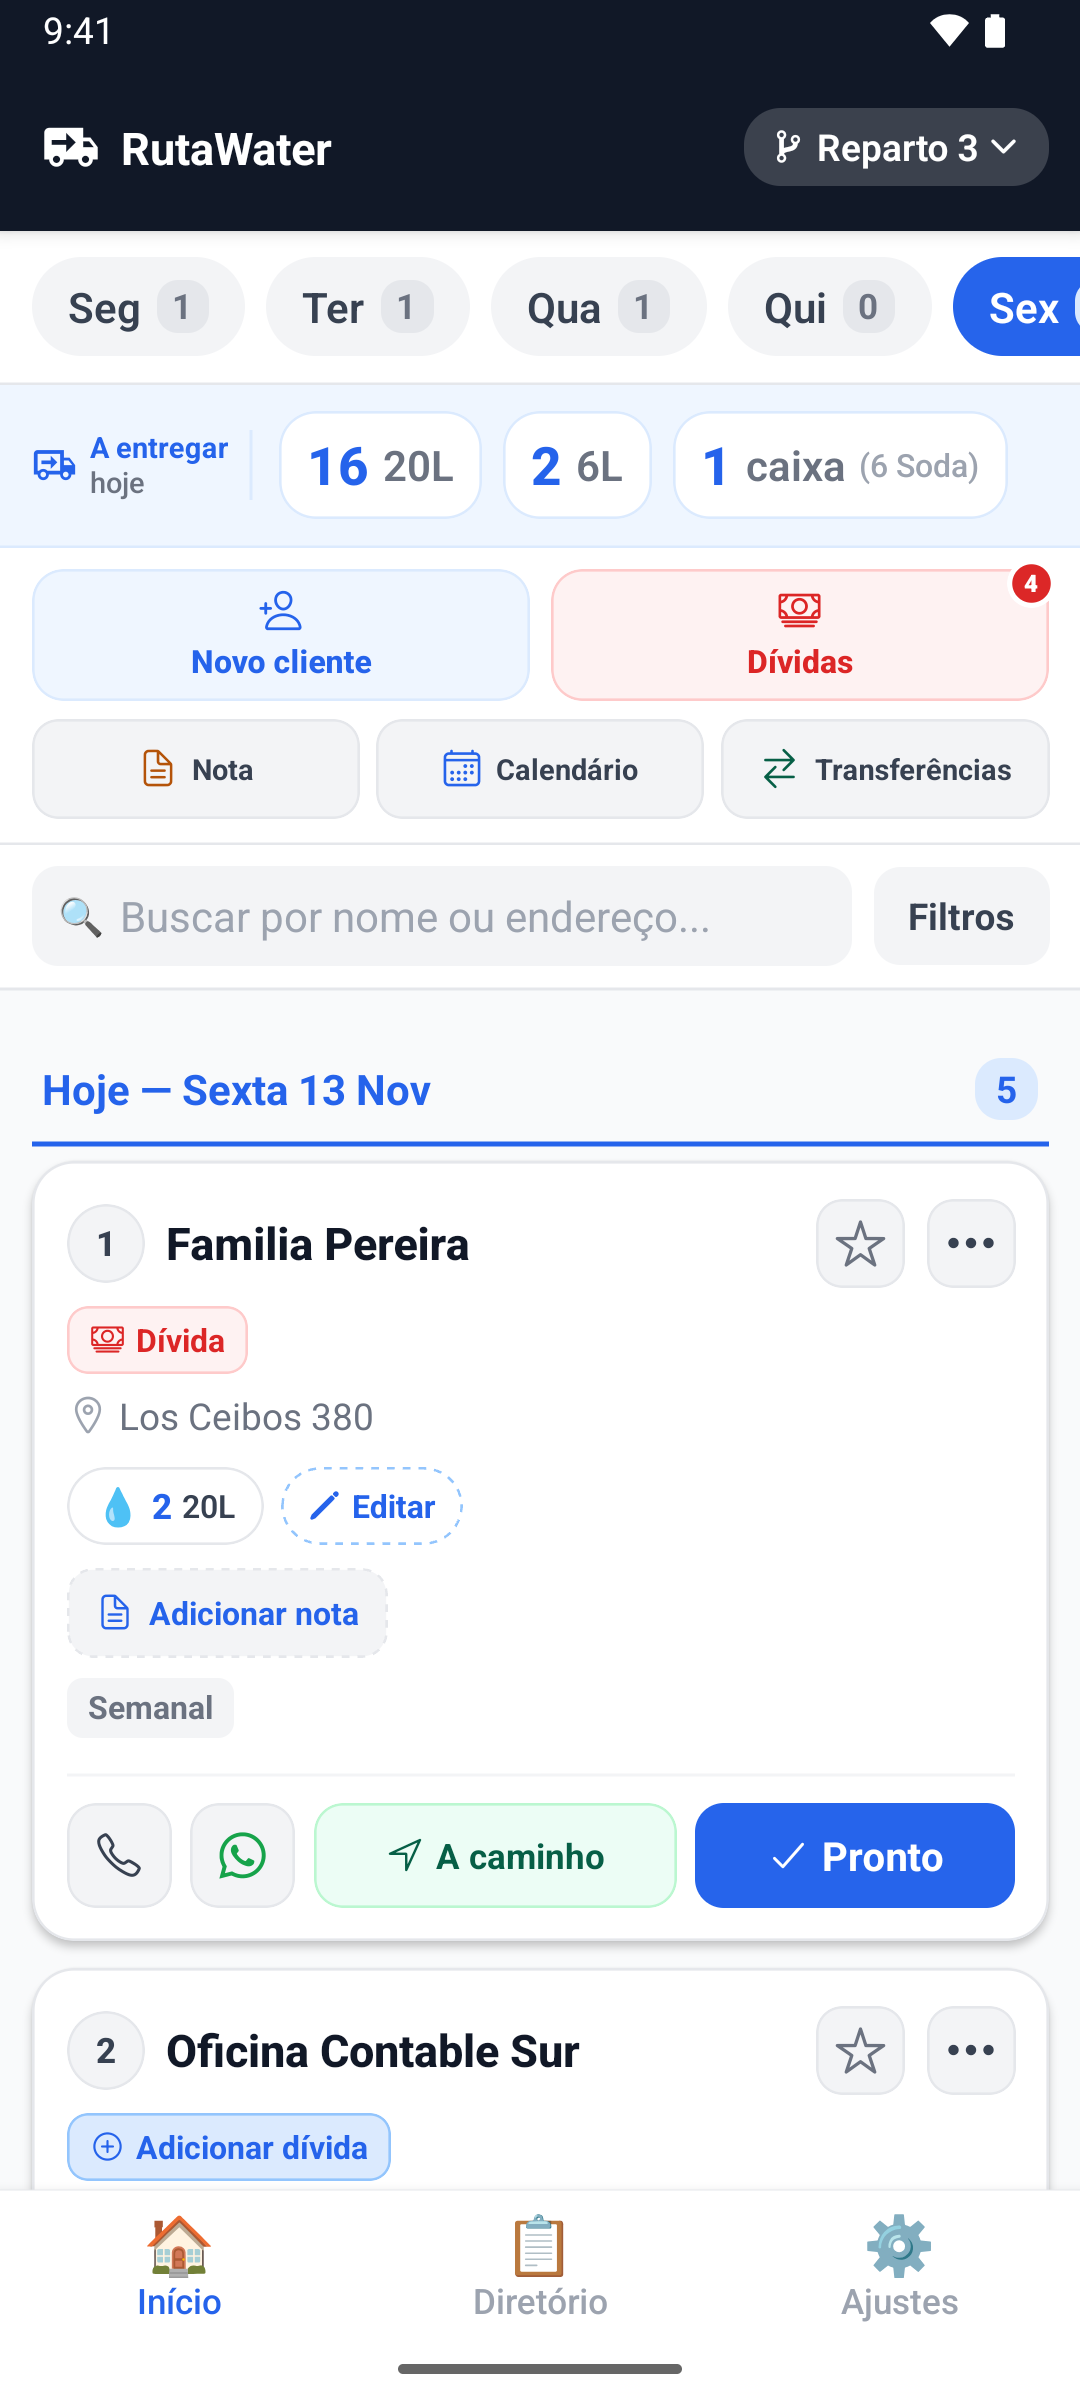 9:41
RutaWater
Reparto 3
Seg 1 Ter 1 Qua 1 Qui 0 Sex
A entregar
hoje
16 20L
2 6L
1 caixa (6 Soda)
Novo cliente
Dívidas
4
Nota
Calendário
Transferências
Buscar por nome ou endereço...
Filtros
Hoje — Sexta 13 Nov
5
1 Familia Pereira
Dívida
Los Ceibos 380
2 20L
Editar
Adicionar nota
Semanal
A caminho
Pronto
2 Oficina Contable Sur
Adicionar dívida
Início
Diretório
Ajustes